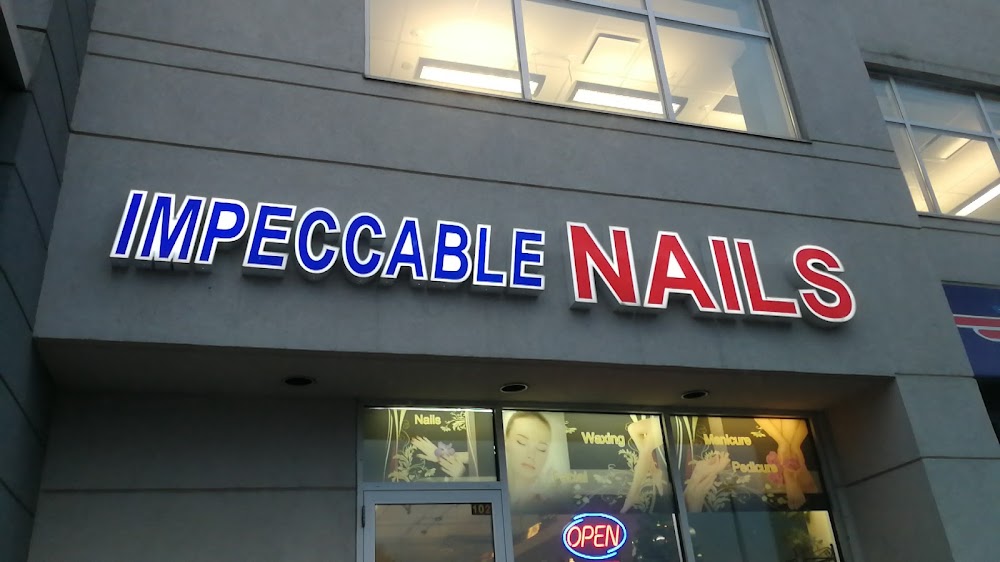 IMPECCABLE NAILS
Nails
Waxing
Manicure
Pedicure
102
OPEN